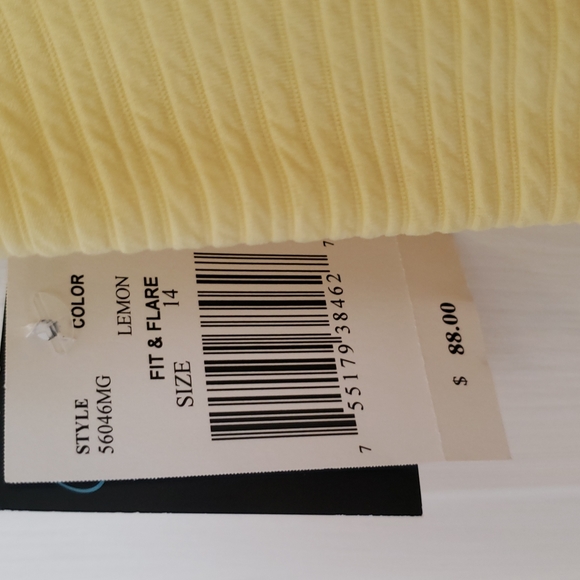 STYLE COLOR
56046MG LEMON
FIT & FLARE
SIZE 14
7 55179 38462 7
$ 88.00